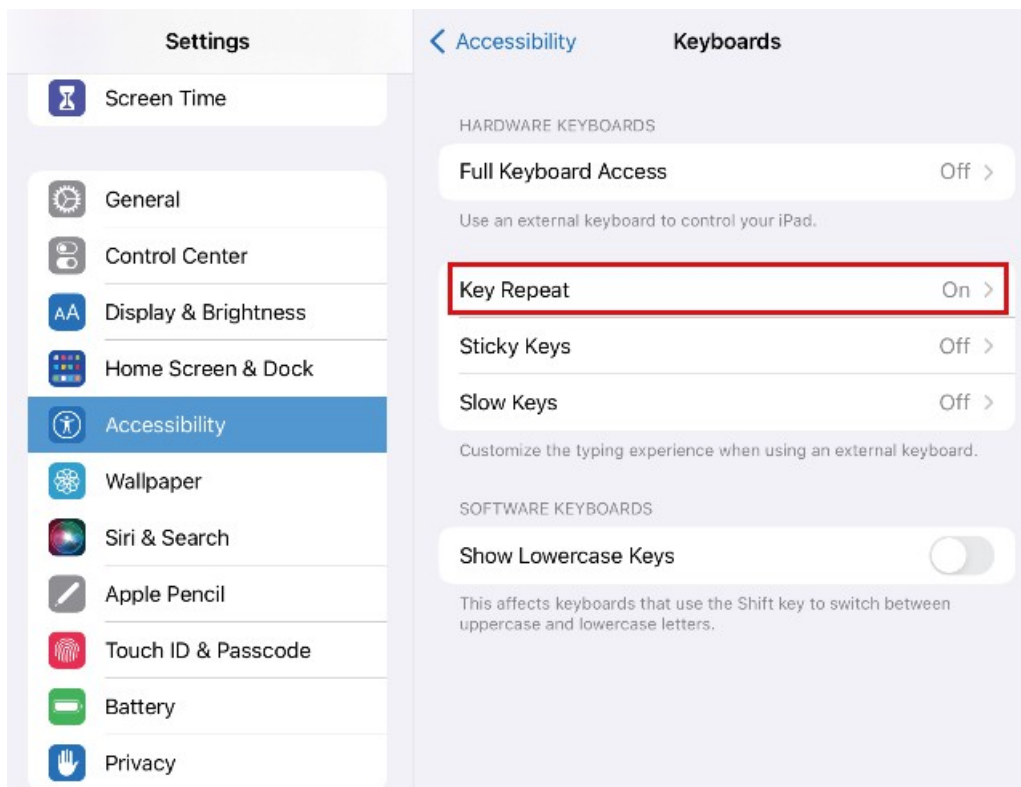 Settings
Screen Time
General
Control Center
AA Display & Brightness
Home Screen & Dock
Accessibility
Wallpaper
Siri & Search
Apple Pencil
Touch ID & Passcode
Battery
Privacy
Accessibility Keyboards
HARDWARE KEYBOARDS
Full Keyboard Access Off
Use an external keyboard to control your iPad.
Key Repeat On
Sticky Keys Off
Slow Keys Off
Customize the typing experience when using an external keyboard.
SOFTWARE KEYBOARDS
Show Lowercase Keys
This affects keyboards that use the Shift key to switch between
uppercase and lowercase letters.